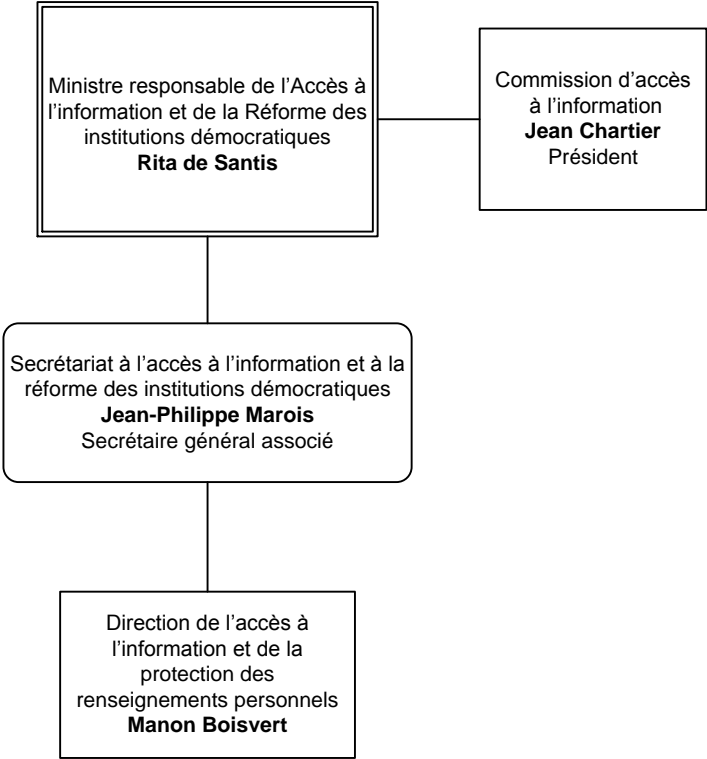 Ministre responsable de l’Accès à
l’information et de la Réforme des
institutions démocratiques
Rita de Santis
Commission d’accès
à l’information
Jean Chartier
Président
Secrétariat à l’accès à l’information et à la
réforme des institutions démocratiques
Jean-Philippe Marois
Secrétaire général associé
Direction de l’accès à
l’information et de la
protection des
renseignements personnels
Manon Boisvert